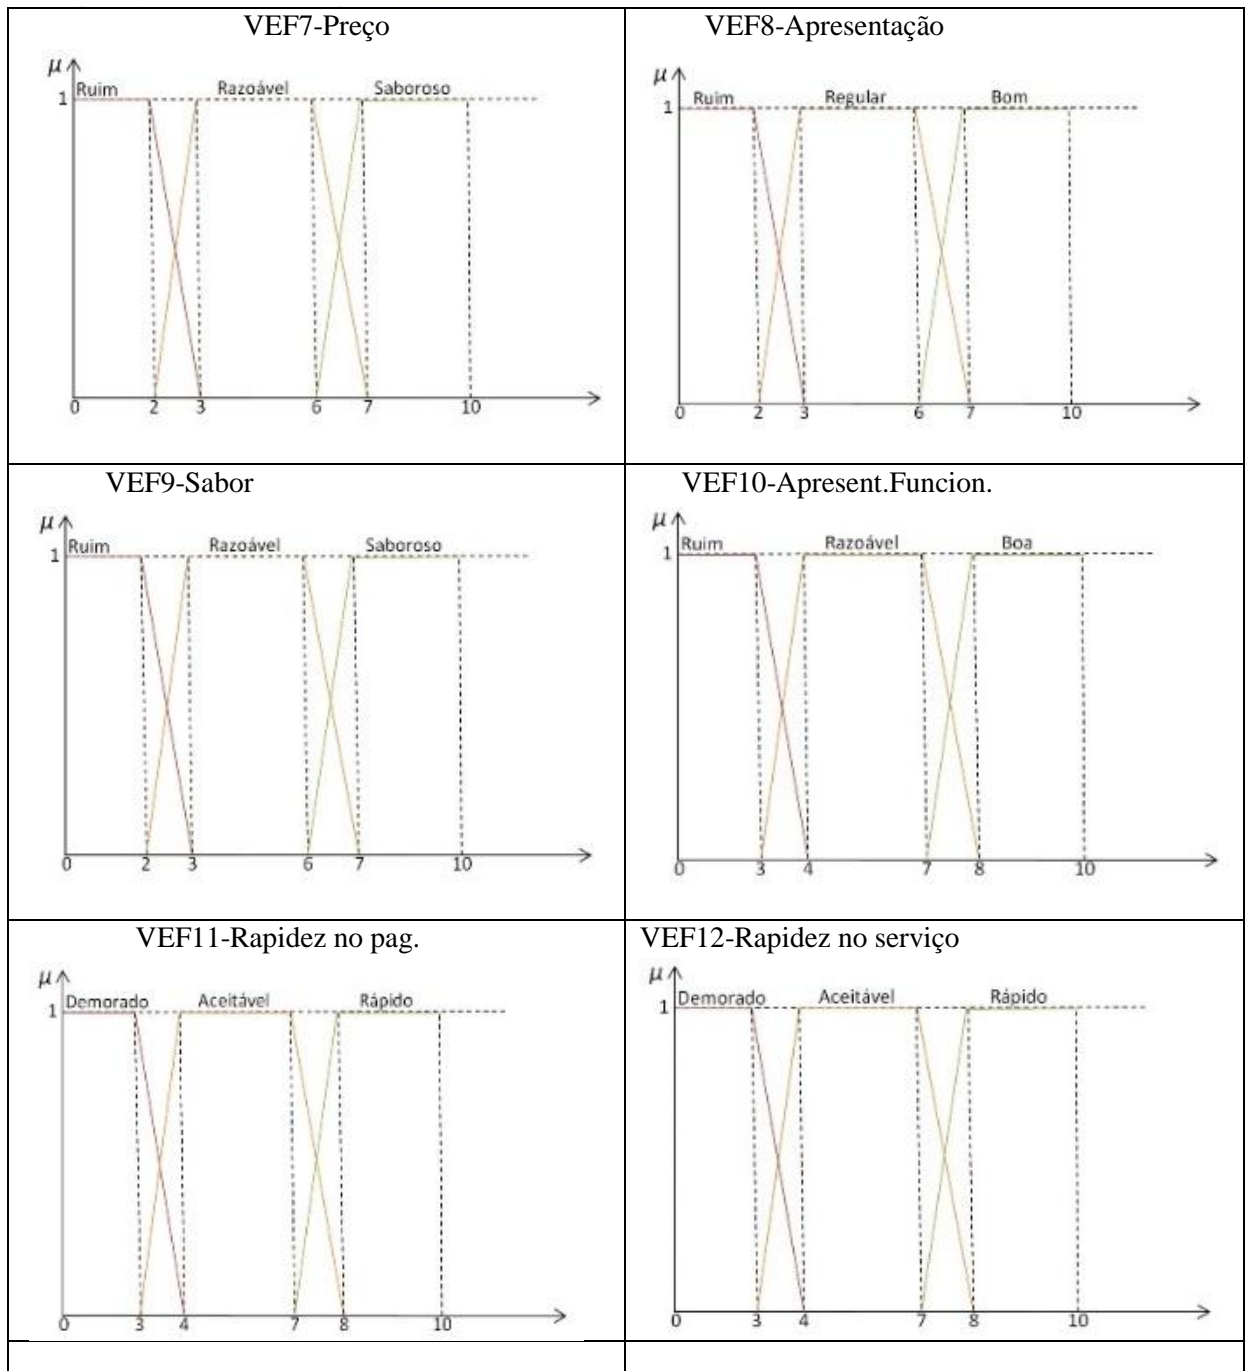 VEF7-Preço
μ
1
Ruim
Razoável
Saboroso
0 2 3 6 7 10
VEF8-Apresentação
μ
1
Ruim
Regular
Bom
0 2 3 6 7 10
VEF9-Sabor
μ
1
Ruim
Razoável
Saboroso
0 2 3 6 7 10
VEF10-Apresent.Funcion.
μ
1
Ruim
Razoável
Boa
0 3 4 7 8 10
VEF11-Rapidez no pag.
μ
1
Demorado
Aceitável
Rápido
0 3 4 7 8 10
VEF12-Rapidez no serviço
μ
1
Demorado
Aceitável
Rápido
0 3 4 7 8 10